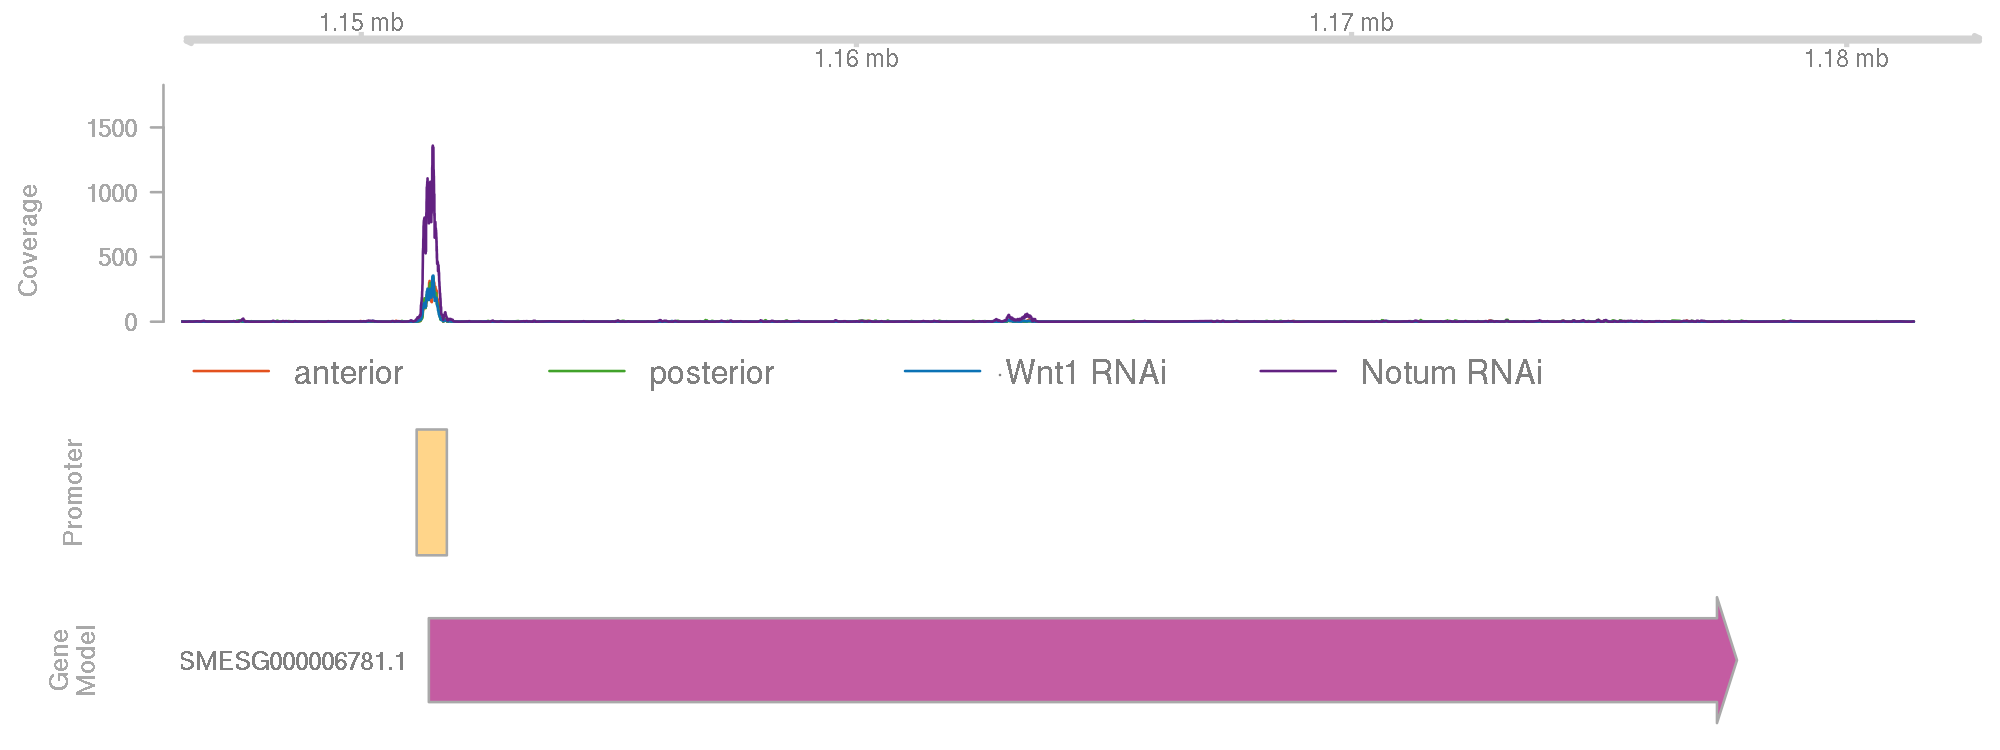 1.15 mb
1.17 mb
1.16 mb
1.18 mb
Coverage
1500
1000
500
0
anterior
posterior
Wnt1 RNAi
Notum RNAi
Promoter
Gene
Model
SMESG000006781.1